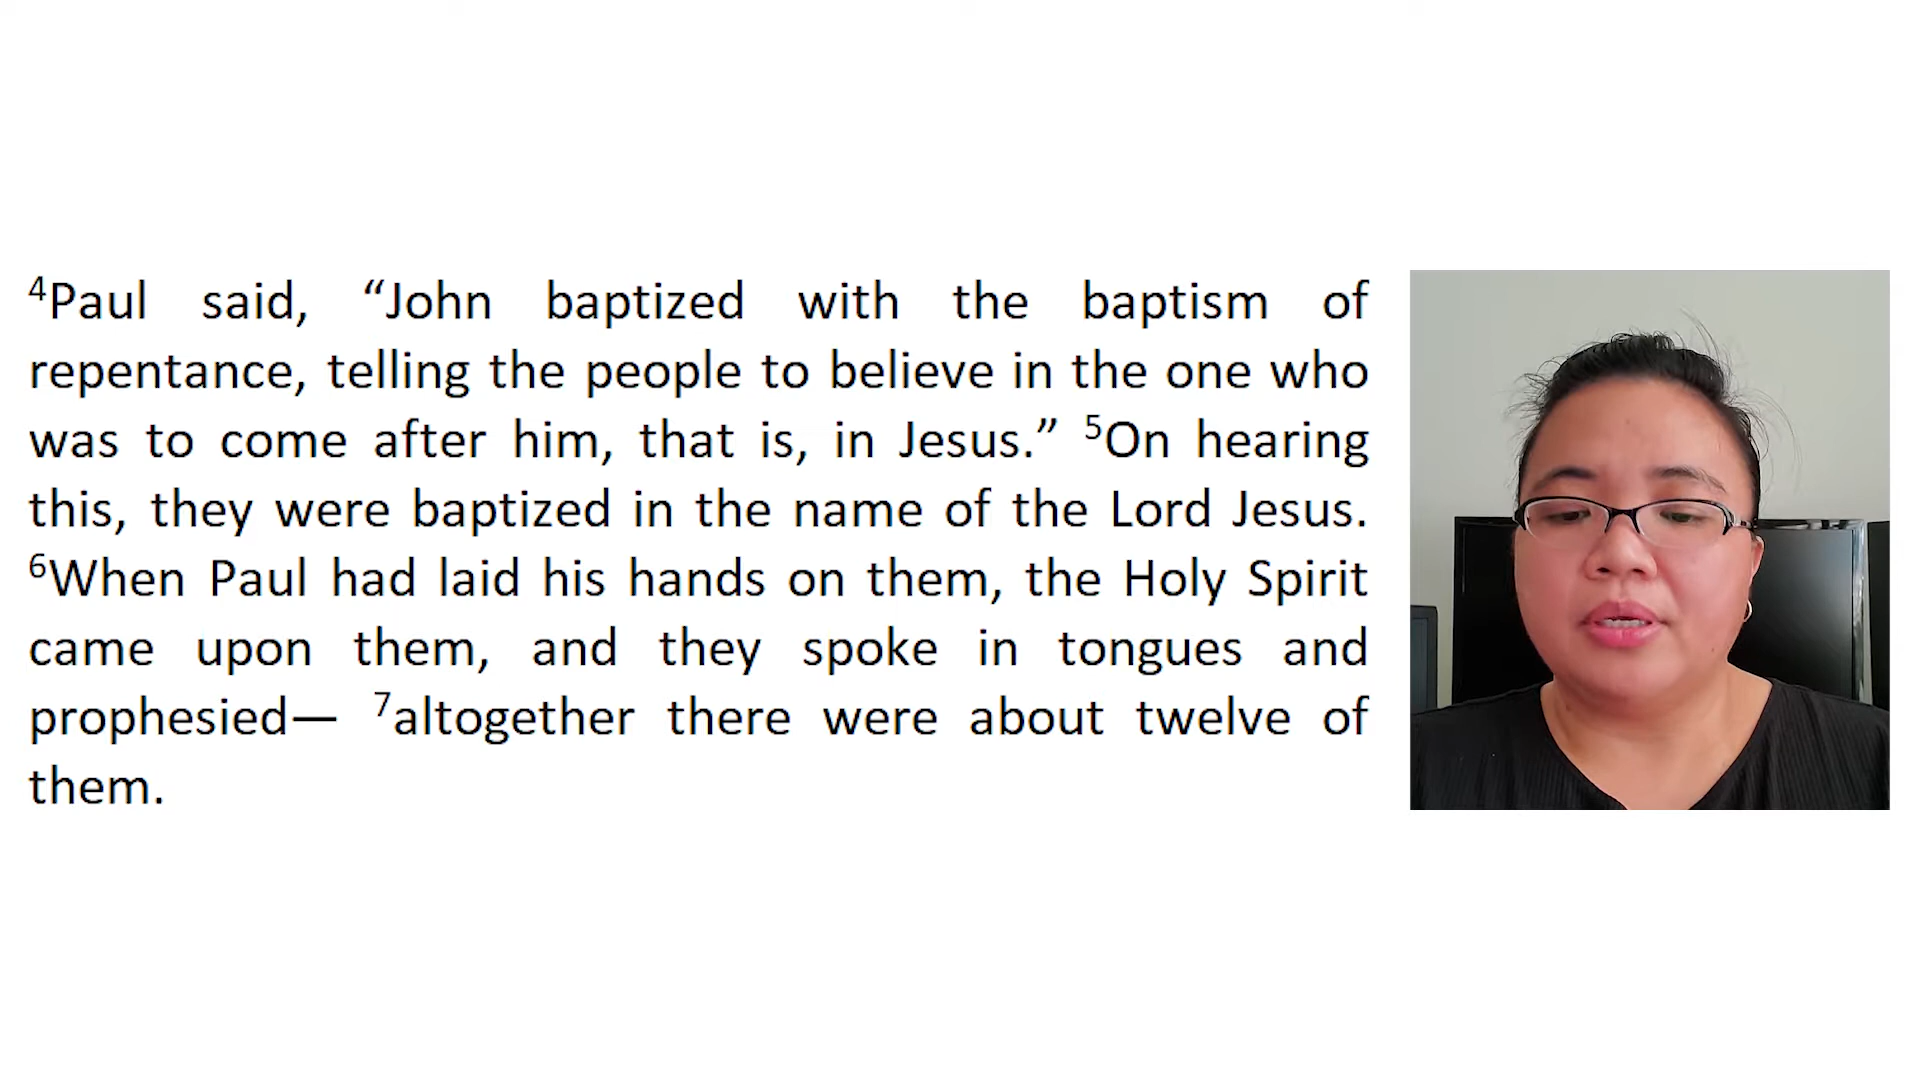 ⁴Paul said, “John baptized with the baptism of
repentance, telling the people to believe in the one who
was to come after him, that is, in Jesus.” ⁵On hearing
this, they were baptized in the name of the Lord Jesus.
⁶When Paul had laid his hands on them, the Holy Spirit
came upon them, and they spoke in tongues and
prophesied— ⁷altogether there were about twelve of
them.